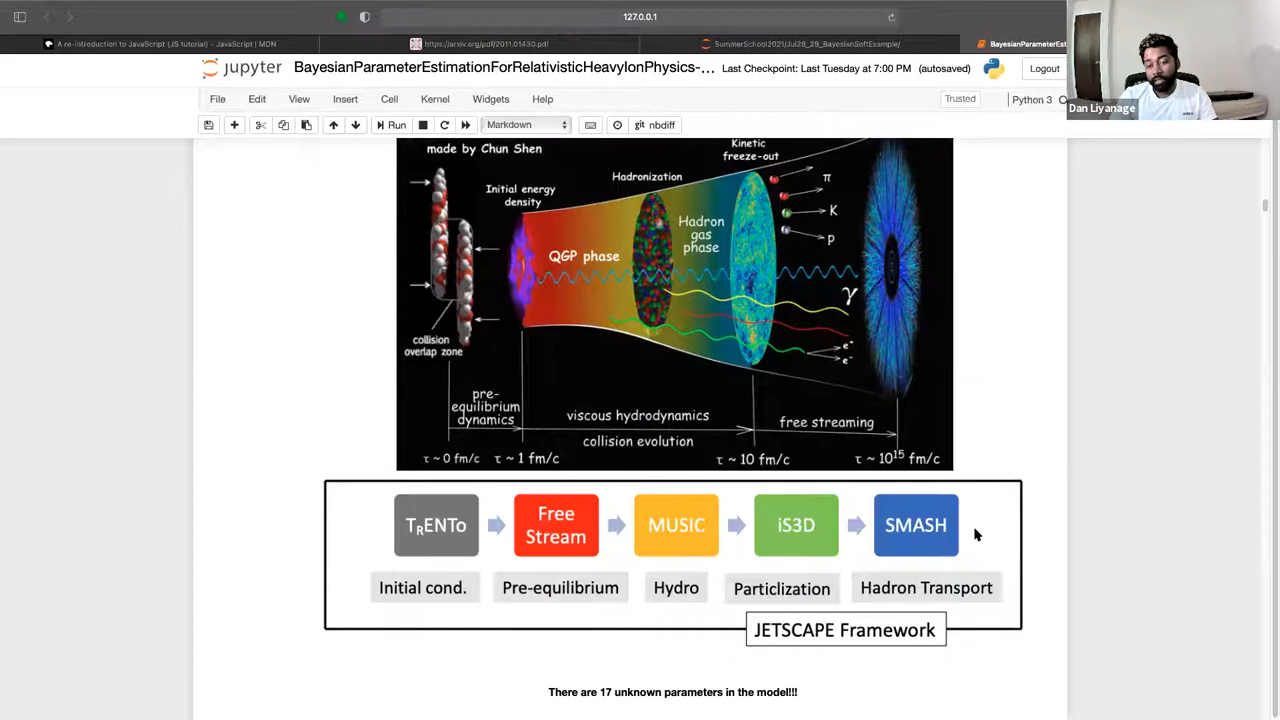 127.0.0.1
A re-introduction to JavaScript (JS tutorial) – JavaScript | MDN
https://arxiv.org/pdf/2011.01430.pdf
SummerSchool2021/Jul28_29_BayesianSoftExample/
BayesianParameterEst
Dan Liyanage
jupyter BayesianParameterEstimationForRelativisticHeavyIonPhysics-... Last Checkpoint: Last Tuesday at 7:00 PM (autosaved)
Logout
File Edit View Insert Cell Kernel Widgets Help
Trusted
Python 3
Run
Markdown
git nbdiff
made by Chun Shen
Kinetic
freeze-out
Hadronization
Initial energy
density
QGP phase
Hadron
gas
phase
π
K
p
γ
e+
e-
collision
overlap zone
pre-
equilibrium
dynamics
viscous hydrodynamics
collision evolution
free streaming
τ ~ 0 fm/c
τ ~ 1 fm/c
τ ~ 10 fm/c
τ ~ 10^15 fm/c
TRENTo
Free
Stream
MUSIC
iS3D
SMASH
Initial cond.
Pre-equilibrium
Hydro
Particlization
Hadron Transport
JETSCAPE Framework
There are 17 unknown parameters in the model!!!